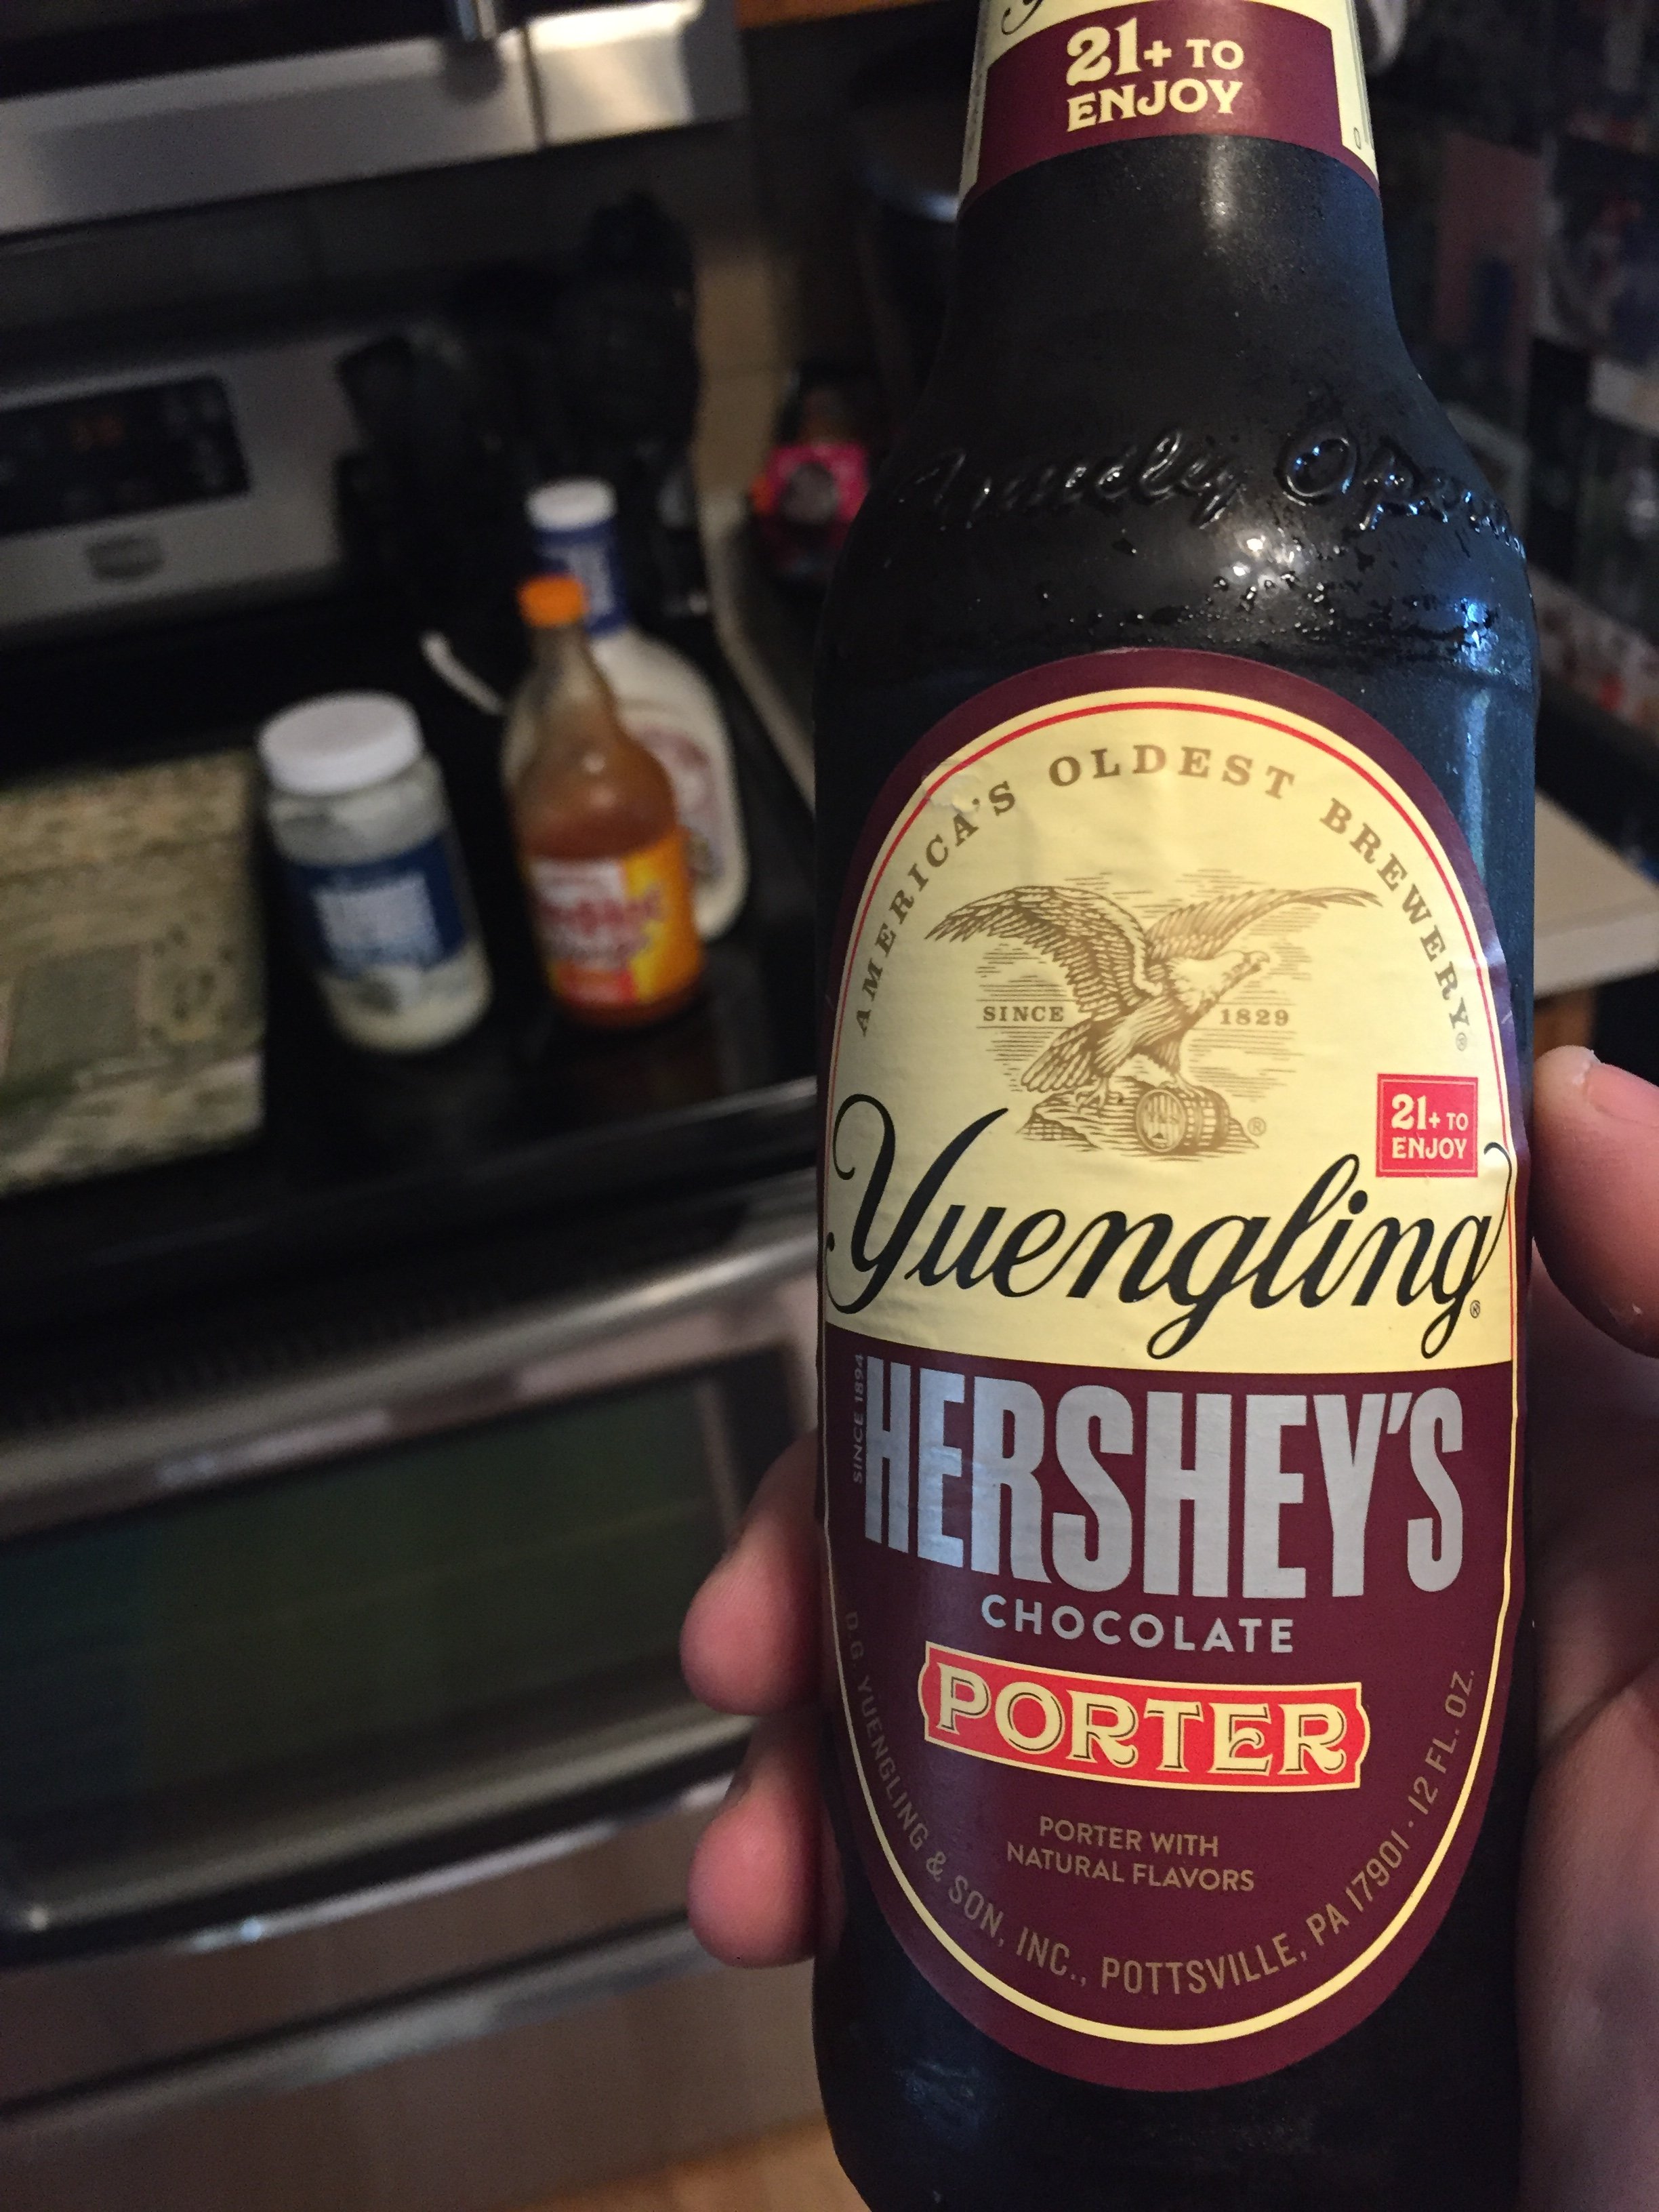 21+ TO
ENJOY
AMERICA'S OLDEST BREWERY®
SINCE 1829
®
21+ TO
ENJOY
Yuengling®
SINCE 1894
HERSHEY'S
CHOCOLATE
PORTER
PORTER WITH
NATURAL FLAVORS
D.G. YUENGLING & SON, INC., POTTSVILLE, PA 17901 · 12 FL. OZ.